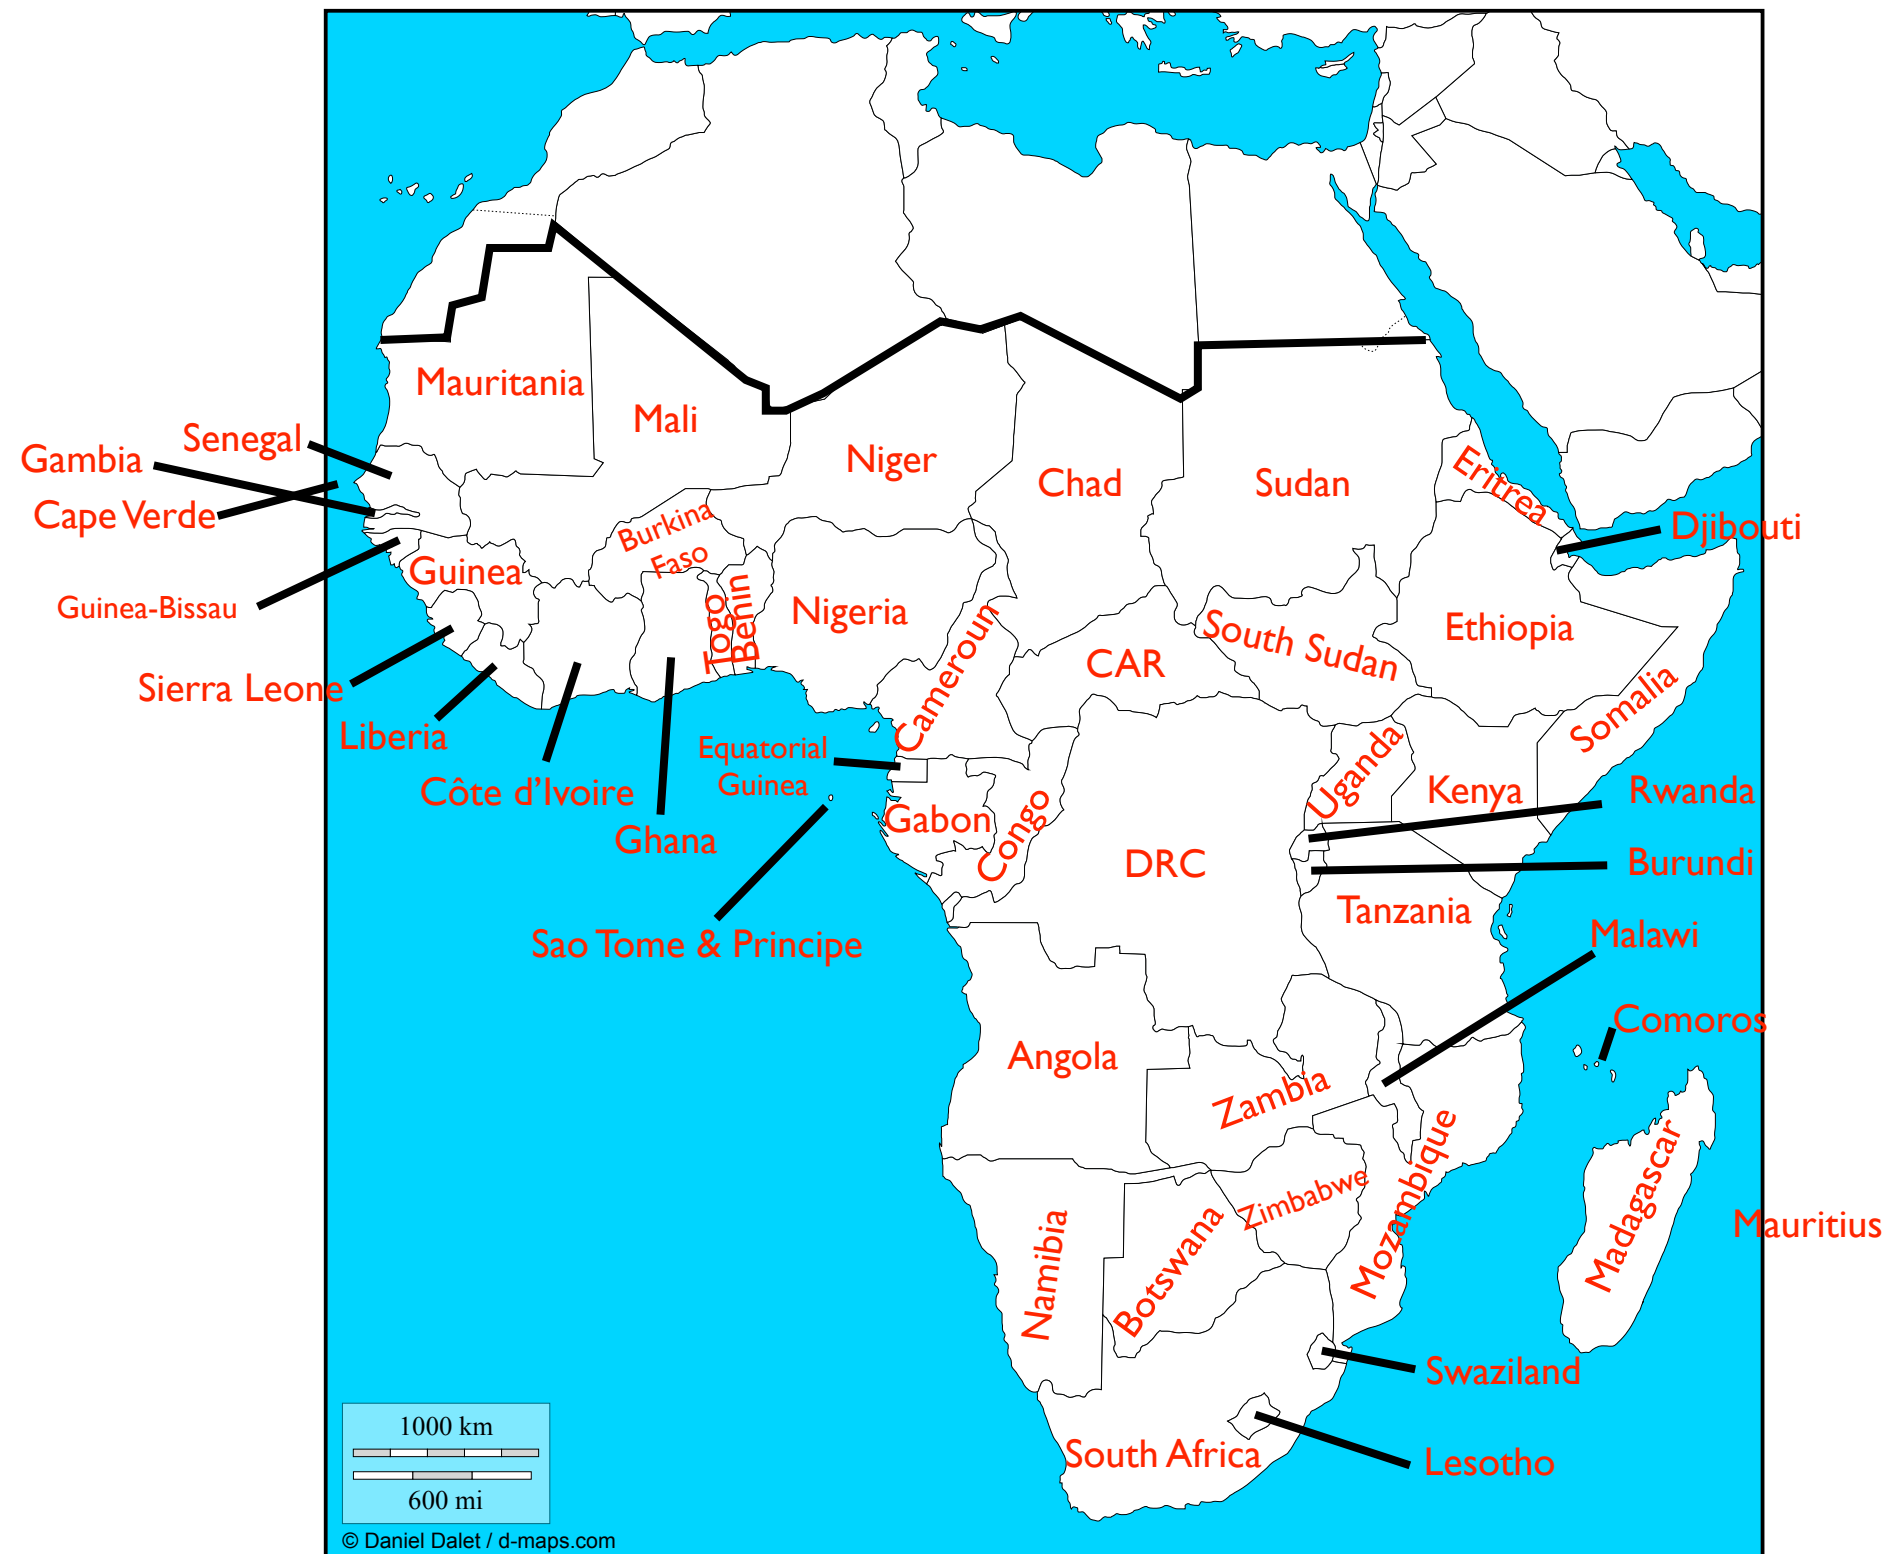 Mauritania
Mali
Niger
Chad
Sudan
Eritrea
Djibouti
Senegal
Gambia
Cape Verde
Guinea-Bissau
Guinea
Sierra Leone
Liberia
Côte d'Ivoire
Ghana
Burkina
Faso
Togo
Benin
Nigeria
Cameroun
CAR
South Sudan
Ethiopia
Somalia
Equatorial
Guinea
Gabon
Congo
Sao Tome & Principe
DRC
Uganda
Kenya
Rwanda
Burundi
Tanzania
Malawi
Comoros
Angola
Zambia
Mozambique
Zimbabwe
Madagascar
Mauritius
Namibia
Botswana
Swaziland
South Africa
Lesotho
1000 km
600 mi
© Daniel Dalet / d-maps.com